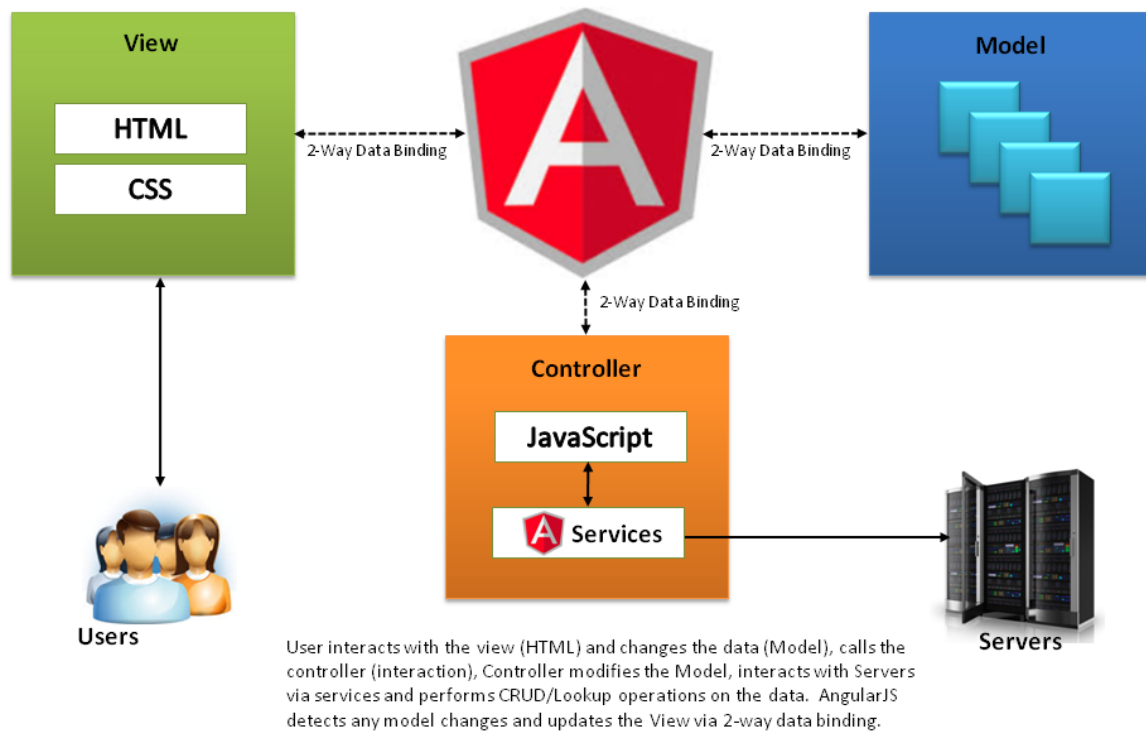 View
HTML
CSS
2-Way Data Binding
A
2-Way Data Binding
Model
2-Way Data Binding
Controller
JavaScript
A Services
Users
Servers
User interacts with the view (HTML) and changes the data (Model), calls the
controller (interaction), Controller modifies the Model, interacts with Servers
via services and performs CRUD/Lookup operations on the data.  AngularJS
detects any model changes and updates the View via 2-way data binding.